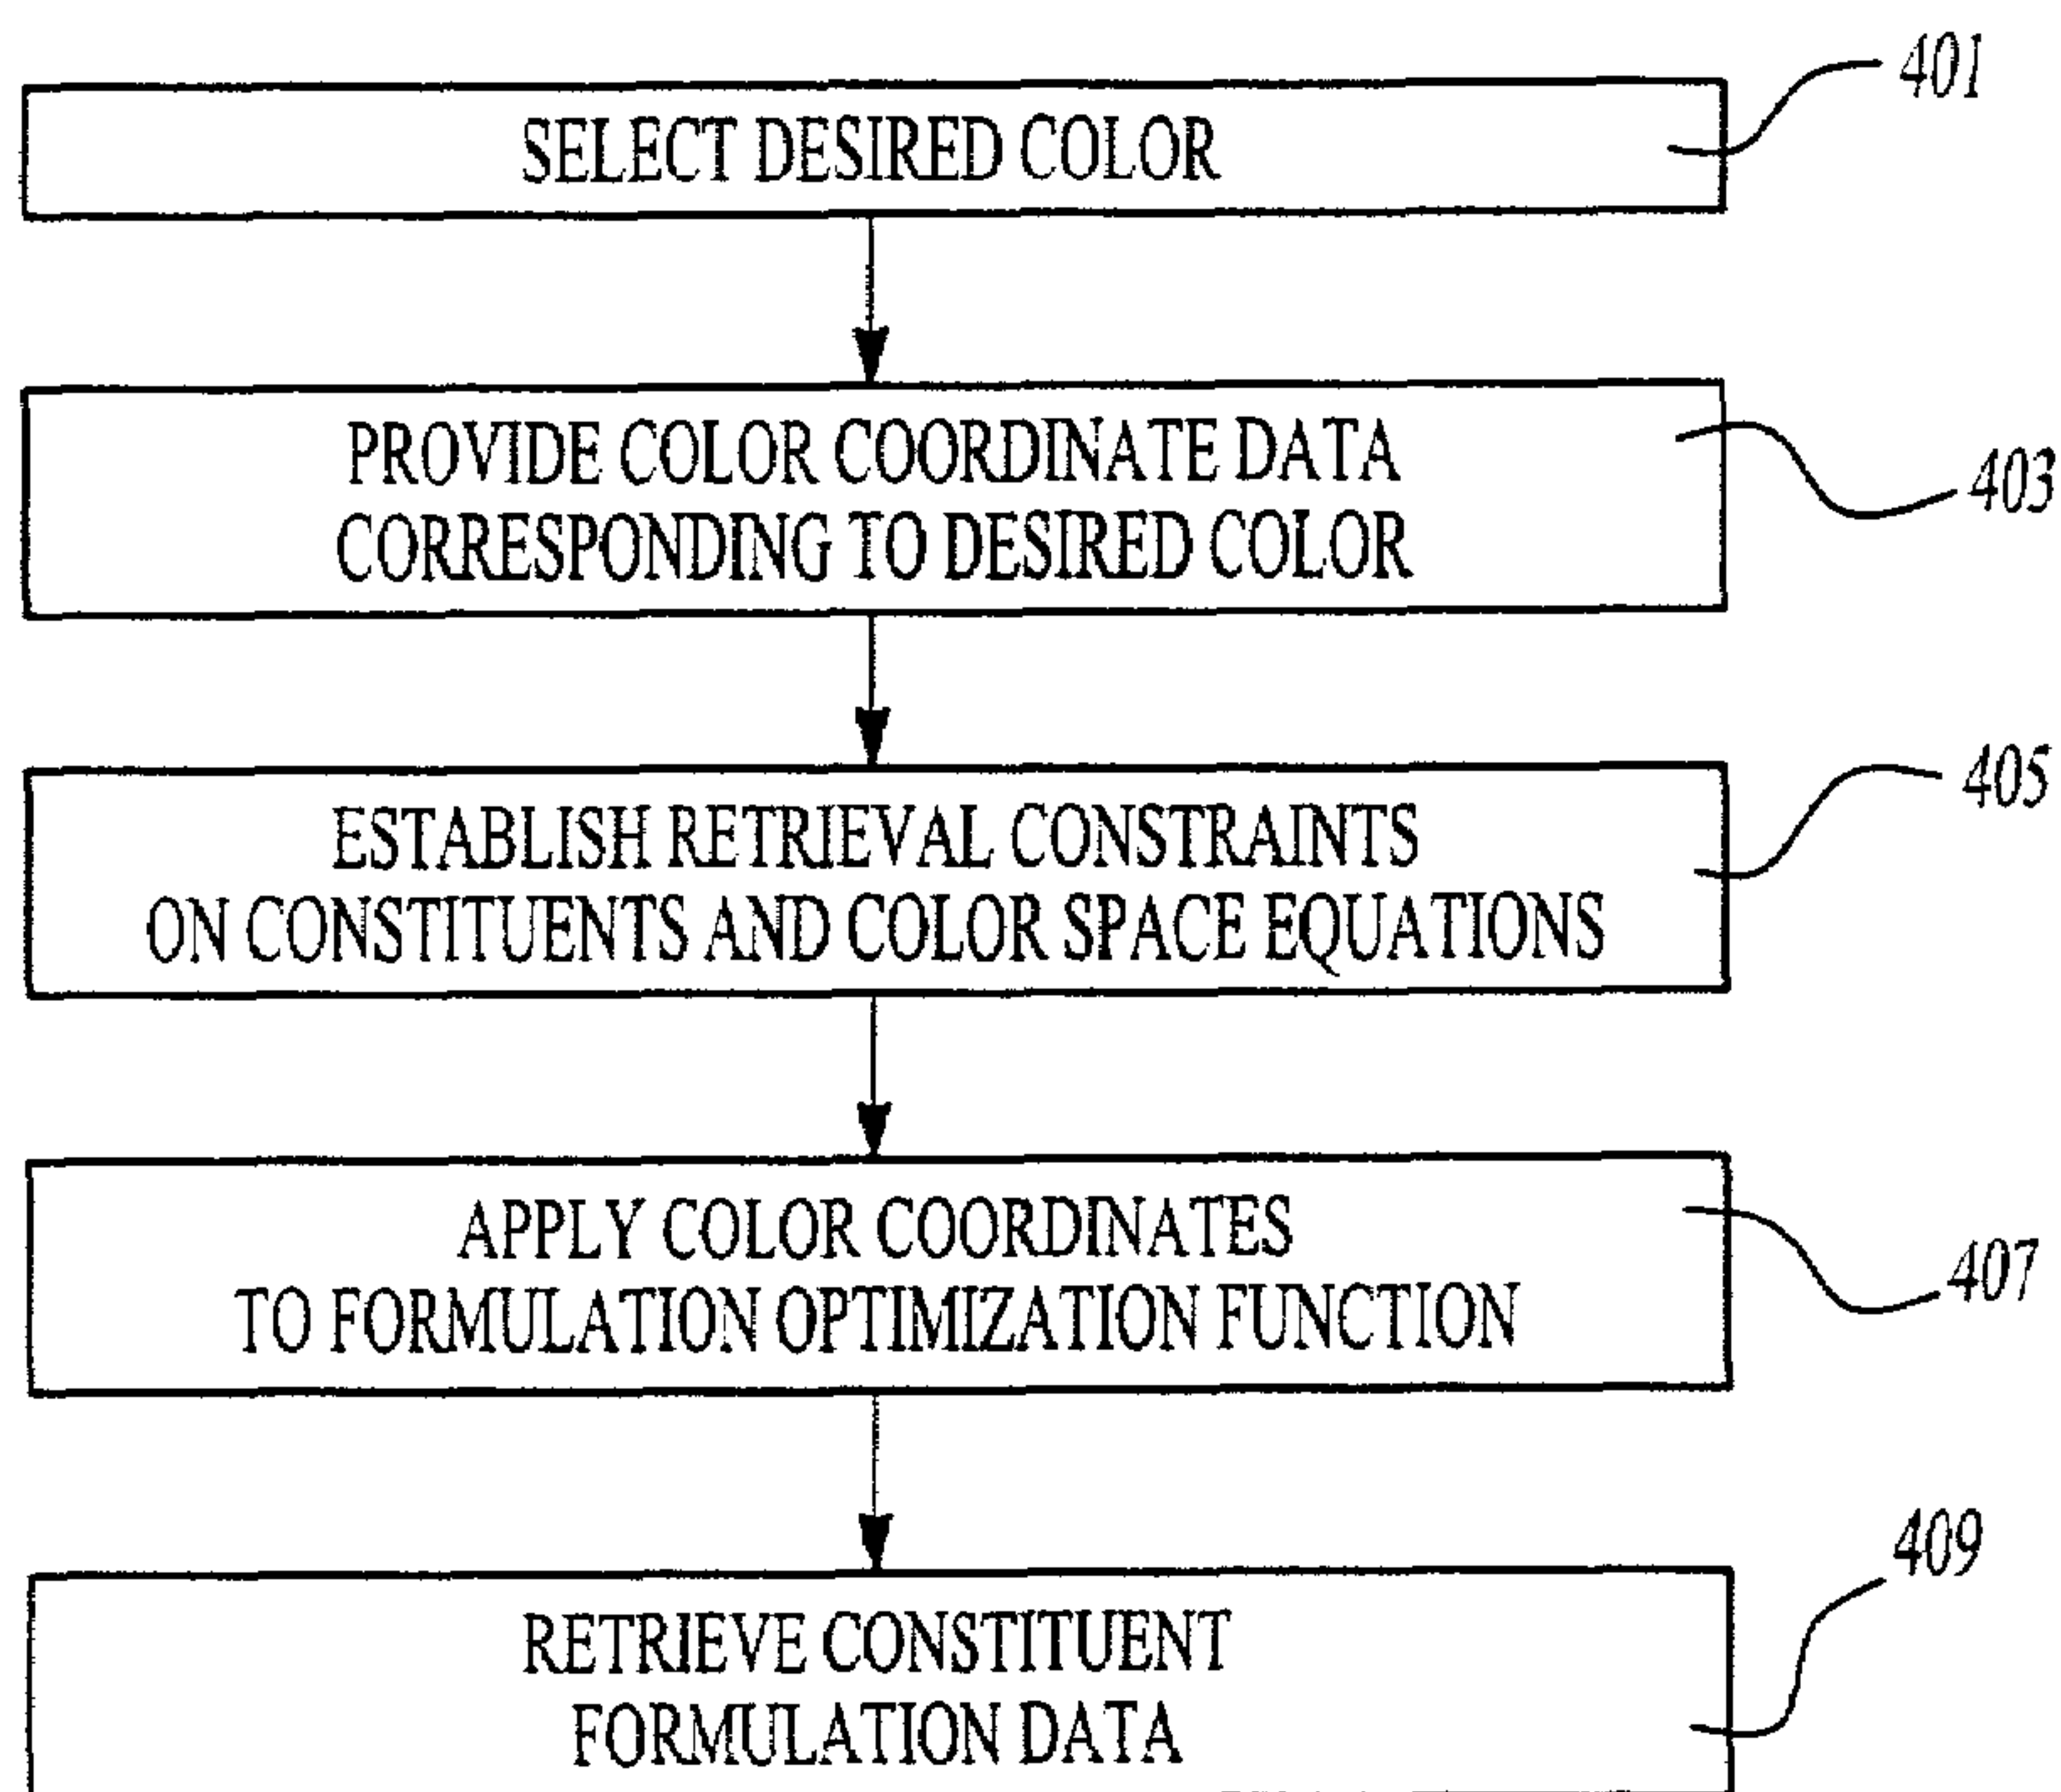 401
SELECT DESIRED COLOR
PROVIDE COLOR COORDINATE DATA
CORRESPONDING TO DESIRED COLOR
403
405
ESTABLISH RETRIEVAL CONSTRAINTS
ON CONSTITUENTS AND COLOR SPACE EQUATIONS
APPLY COLOR COORDINATES
TO FORMULATION OPTIMIZATION FUNCTION
407
409
RETRIEVE CONSTITUENT
FORMULATION DATA